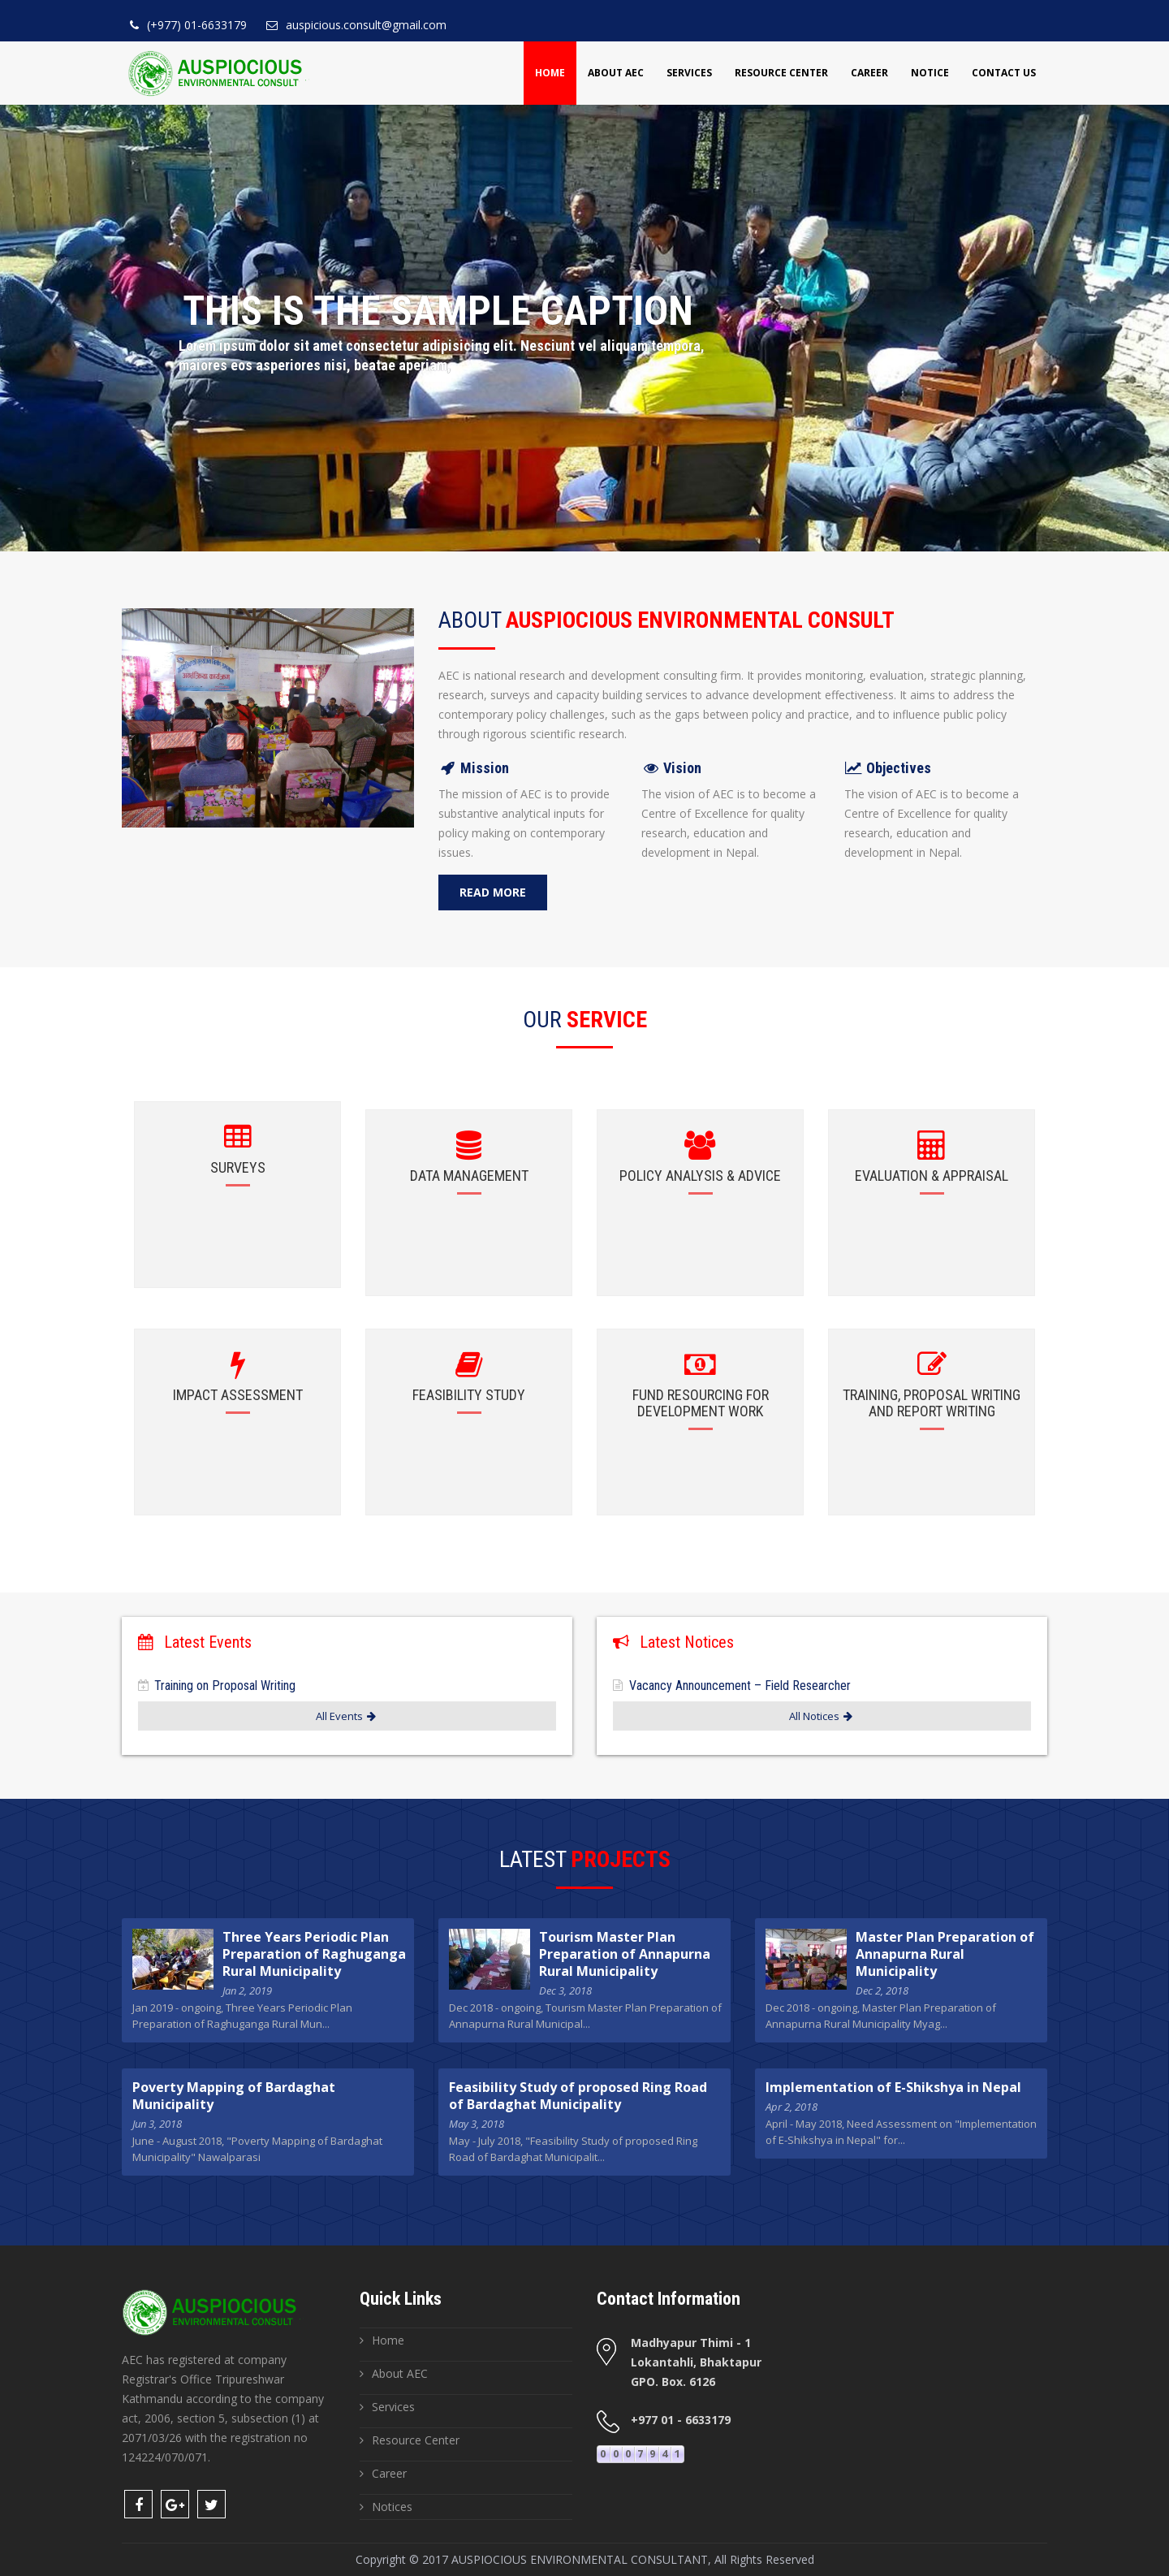 (+977) 01-6633179 auspicious.consult@gmail.com
AUSPIOCIOUS
ENVIRONMENTAL CONSULT
HOME ABOUT AEC SERVICES RESOURCE CENTER CAREER NOTICE CONTACT US
THIS IS THE SAMPLE CAPTION
Lorem ipsum dolor sit amet consectetur adipisicing elit. Nesciunt vel aliquam tempora,
maiores eos asperiores nisi, beatae aperiam,
ABOUT AUSPIOCIOUS ENVIRONMENTAL CONSULT
AEC is national research and development consulting firm. It provides monitoring, evaluation, strategic planning,
research, surveys and capacity building services to advance development effectiveness. It aims to address the
contemporary policy challenges, such as the gaps between policy and practice, and to influence public policy
through rigorous scientific research.
Mission
The mission of AEC is to provide
substantive analytical inputs for
policy making on contemporary
issues.
Vision
The vision of AEC is to become a
Centre of Excellence for quality
research, education and
development in Nepal.
Objectives
The vision of AEC is to become a
Centre of Excellence for quality
research, education and
development in Nepal.
READ MORE
OUR SERVICE
SURVEYS
DATA MANAGEMENT
POLICY ANALYSIS & ADVICE
EVALUATION & APPRAISAL
IMPACT ASSESSMENT
FEASIBILITY STUDY
FUND RESOURCING FOR
DEVELOPMENT WORK
TRAINING, PROPOSAL WRITING
AND REPORT WRITING
Latest Events
Training on Proposal Writing
All Events
Latest Notices
Vacancy Announcement – Field Researcher
All Notices
LATEST PROJECTS
Three Years Periodic Plan
Preparation of Raghuganga
Rural Municipality
Jan 2, 2019
Jan 2019 - ongoing, Three Years Periodic Plan
Preparation of Raghuganga Rural Mun...
Tourism Master Plan
Preparation of Annapurna
Rural Municipality
Dec 3, 2018
Dec 2018 - ongoing, Tourism Master Plan Preparation of
Annapurna Rural Municipal...
Master Plan Preparation of
Annapurna Rural
Municipality
Dec 2, 2018
Dec 2018 - ongoing, Master Plan Preparation of
Annapurna Rural Municipality Myag...
Poverty Mapping of Bardaghat
Municipality
Jun 3, 2018
June - August 2018, "Poverty Mapping of Bardaghat
Municipality" Nawalparasi
Feasibility Study of proposed Ring Road
of Bardaghat Municipality
May 3, 2018
May - July 2018, "Feasibility Study of proposed Ring
Road of Bardaghat Municipalit...
Implementation of E-Shikshya in Nepal
Apr 2, 2018
April - May 2018, Need Assessment on "Implementation
of E-Shikshya in Nepal" for...
AUSPIOCIOUS
ENVIRONMENTAL CONSULT
AEC has registered at company
Registrar's Office Tripureshwar
Kathmandu according to the company
act, 2006, section 5, subsection (1) at
2071/03/26 with the registration no
124224/070/071.
Quick Links
Home
About AEC
Services
Resource Center
Career
Notices
Contact Information
Madhyapur Thimi - 1
Lokantahli, Bhaktapur
GPO. Box. 6126
+977 01 - 6633179
0007941
Copyright © 2017 AUSPIOCIOUS ENVIRONMENTAL CONSULTANT, All Rights Reserved